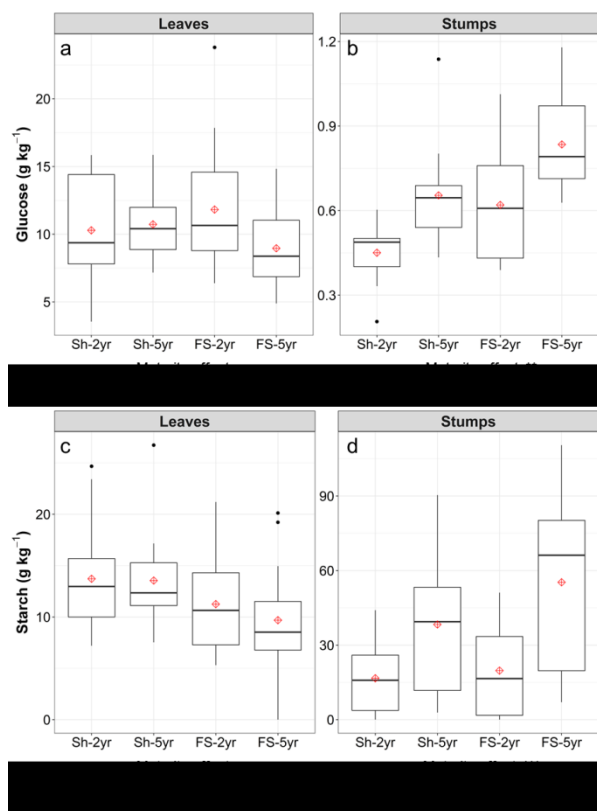 Leaves
Stumps
a
b
Glucose (g kg⁻¹)
20
15
10
5
1.2
0.9
0.6
0.3
Sh-2yr Sh-5yr FS-2yr FS-5yr
Sh-2yr Sh-5yr FS-2yr FS-5yr
Leaves
Stumps
c
d
Starch (g kg⁻¹)
20
10
0
90
60
30
0
Sh-2yr Sh-5yr FS-2yr FS-5yr
Sh-2yr Sh-5yr FS-2yr FS-5yr